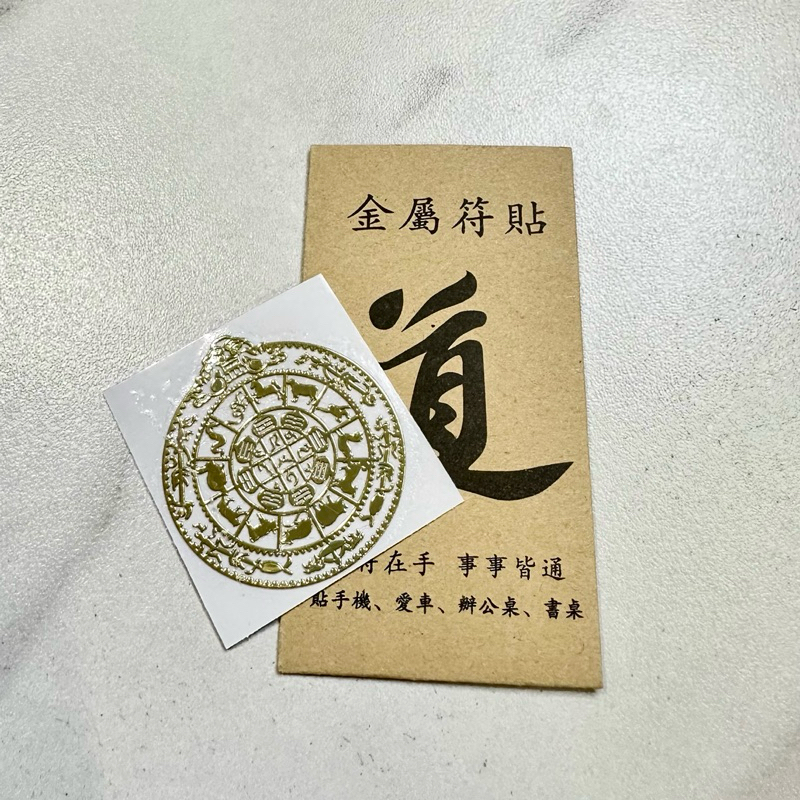 金屬符貼
道
符在手 事事皆通
貼手機、愛車、辦公桌、書桌